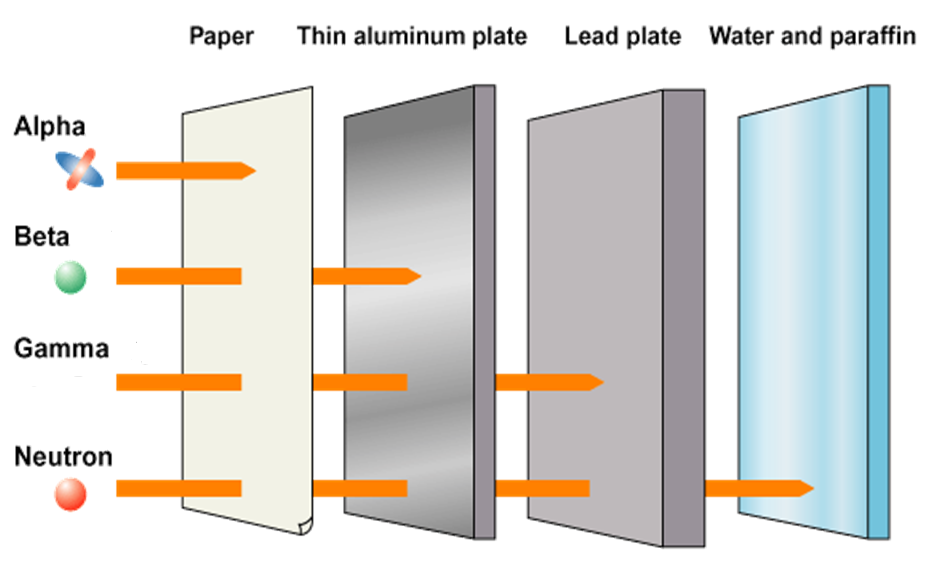 Paper
Thin aluminum plate
Lead plate
Water and paraffin
Alpha
Beta
Gamma
Neutron